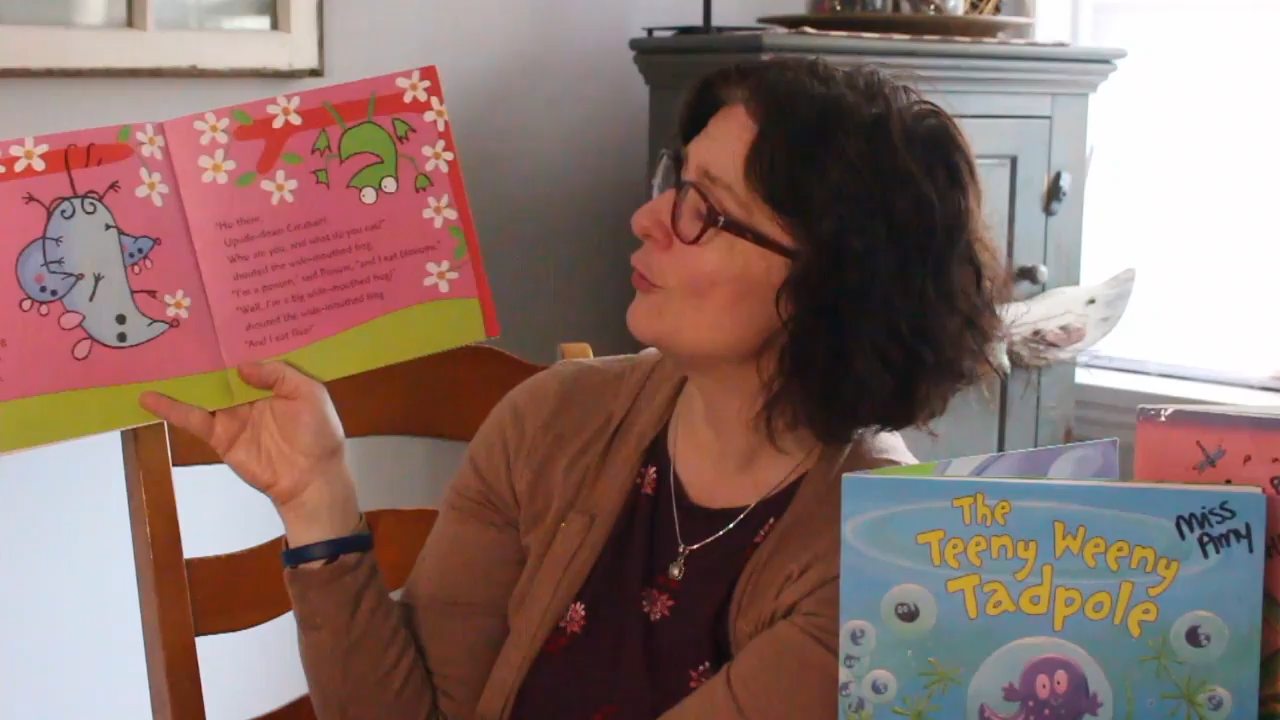 "Ho there,
Upside-down Creature!
Who are you, and what do you eat?"
shouted the wide-mouthed frog.
"I'm a possum," said Possum, "and I eat blossoms."
"Well, I'm a big wide-mouthed frog!"
shouted the wide-mouthed frog
"And I eat flies!"
The
Teeny Weeny
Tadpole
Miss
Amy